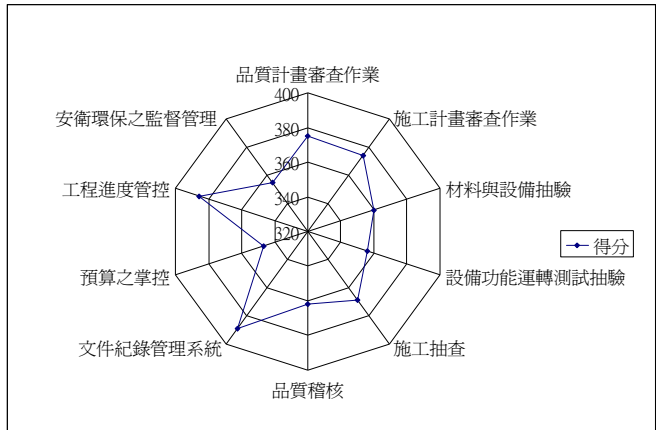 品質計畫審查作業
400
安衛環保之監督管理
380
施工計畫審查作業
360
工程進度管控
340
材料與設備抽驗
320
得分
預算之掌控
設備功能運轉測試抽驗
文件紀錄管理系統
施工抽查
品質稽核